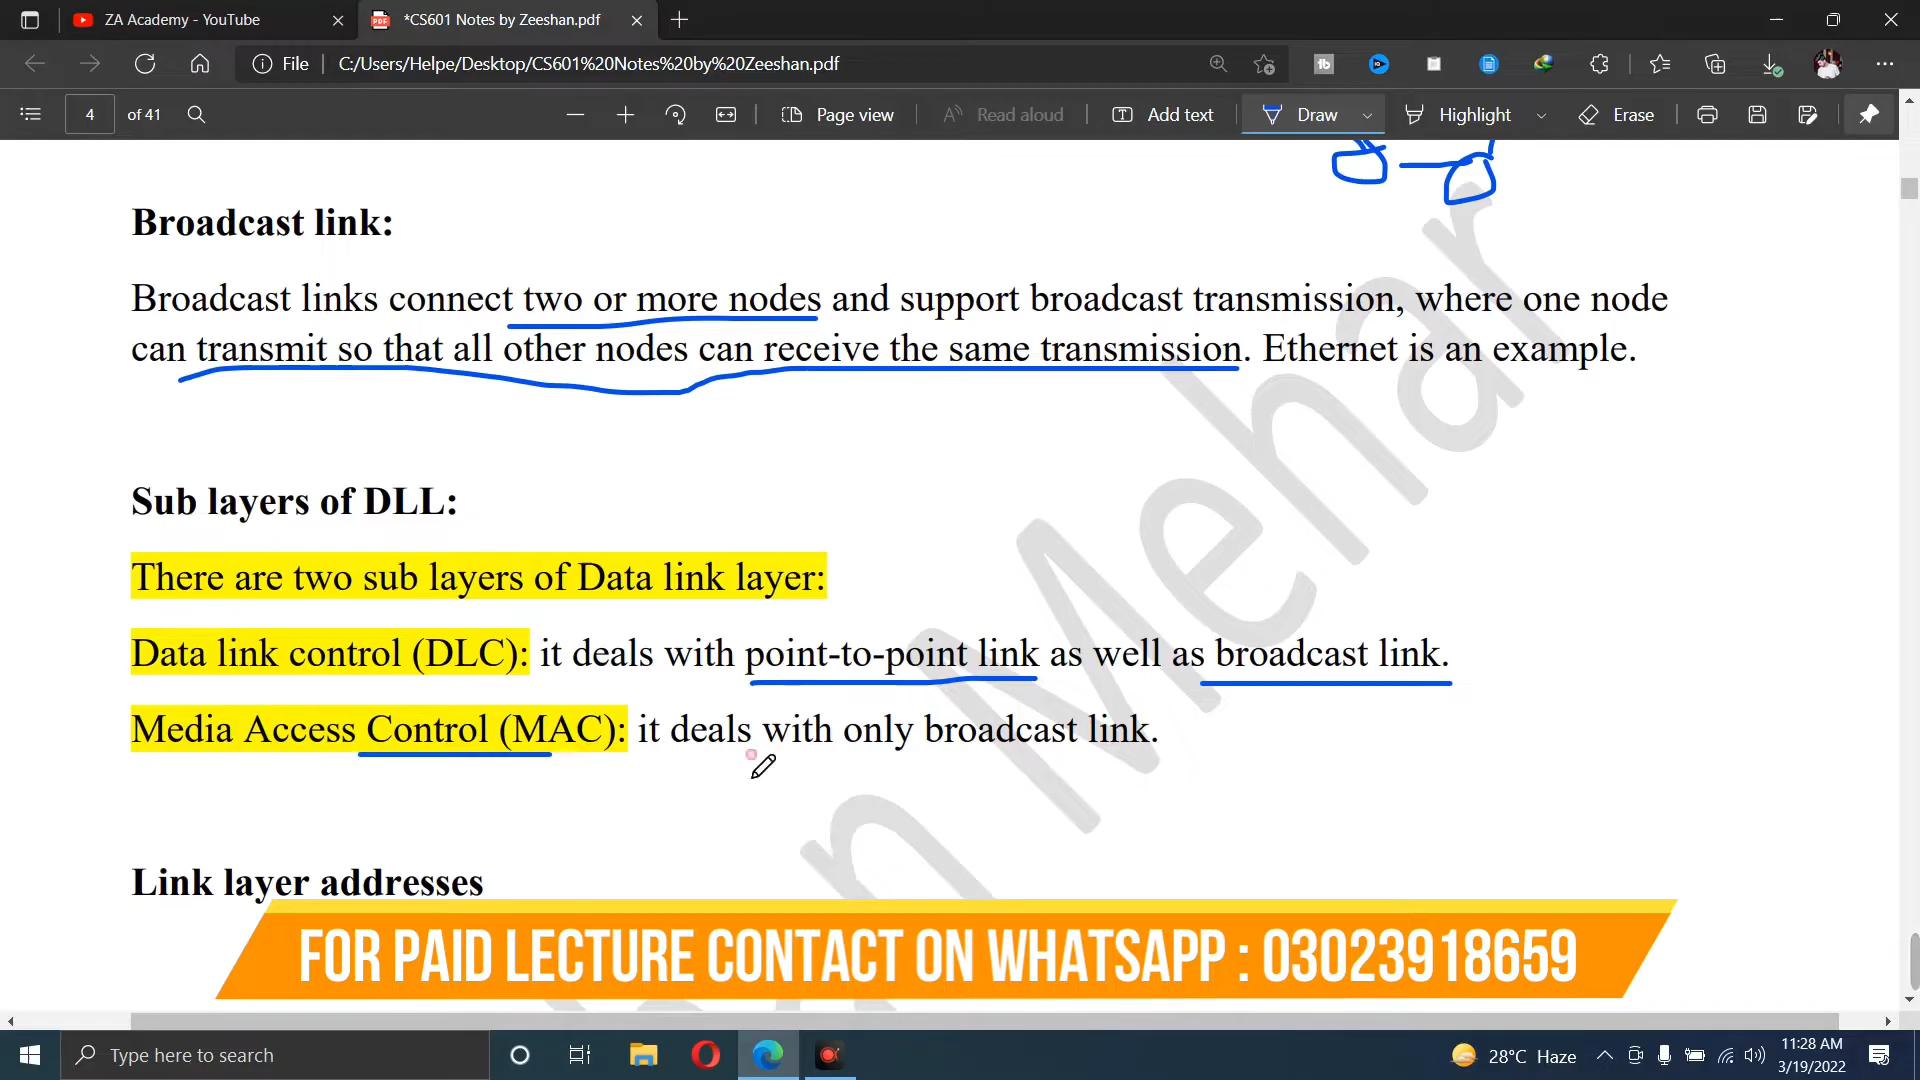 ZA Academy - YouTube
*CS601 Notes by Zeeshan.pdf
File
C:/Users/Helpe/Desktop/CS601%20Notes%20by%20Zeeshan.pdf
4
of 41
Page view
Read aloud
Add text
Draw
Highlight
Erase
Broadcast link:
Broadcast links connect two or more nodes and support broadcast transmission, where one node
can transmit so that all other nodes can receive the same transmission. Ethernet is an example.
Sub layers of DLL:
There are two sub layers of Data link layer:
Data link control (DLC): it deals with point-to-point link as well as broadcast link.
Media Access Control (MAC): it deals with only broadcast link.
Link layer addresses
Mehar
FOR PAID LECTURE CONTACT ON WHATSAPP : 03023918659
Type here to search
28°C Haze
11:28 AM
3/19/2022